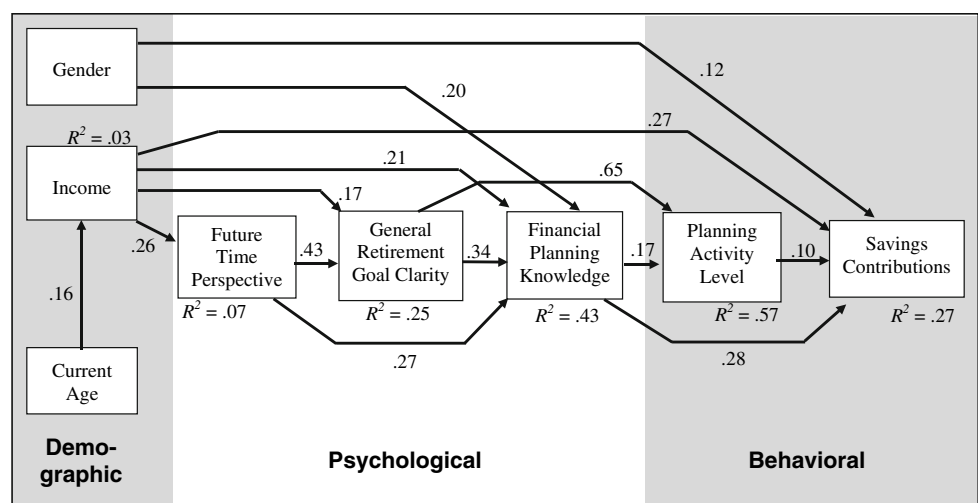 Gender
.12
.20
R² = .03
.27
.21
Income
.17
.65
.26
Future
Time
Perspective
.43
General
Retirement
Goal Clarity
.34
Financial
Planning
Knowledge
.17
Planning
Activity
Level
.10
Savings
Contributions
.16
R² = .07
R² = .25
R² = .43
R² = .57
R² = .27
.27
.28
Current
Age
Demo-
graphic
Psychological
Behavioral